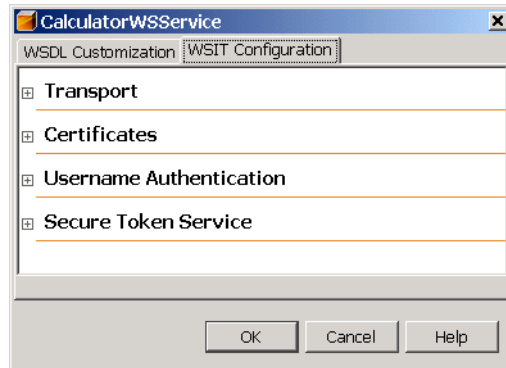 CalculatorWSService
WSDL Customization WSIT Configuration
Transport
Certificates
Username Authentication
Secure Token Service
OK Cancel Help